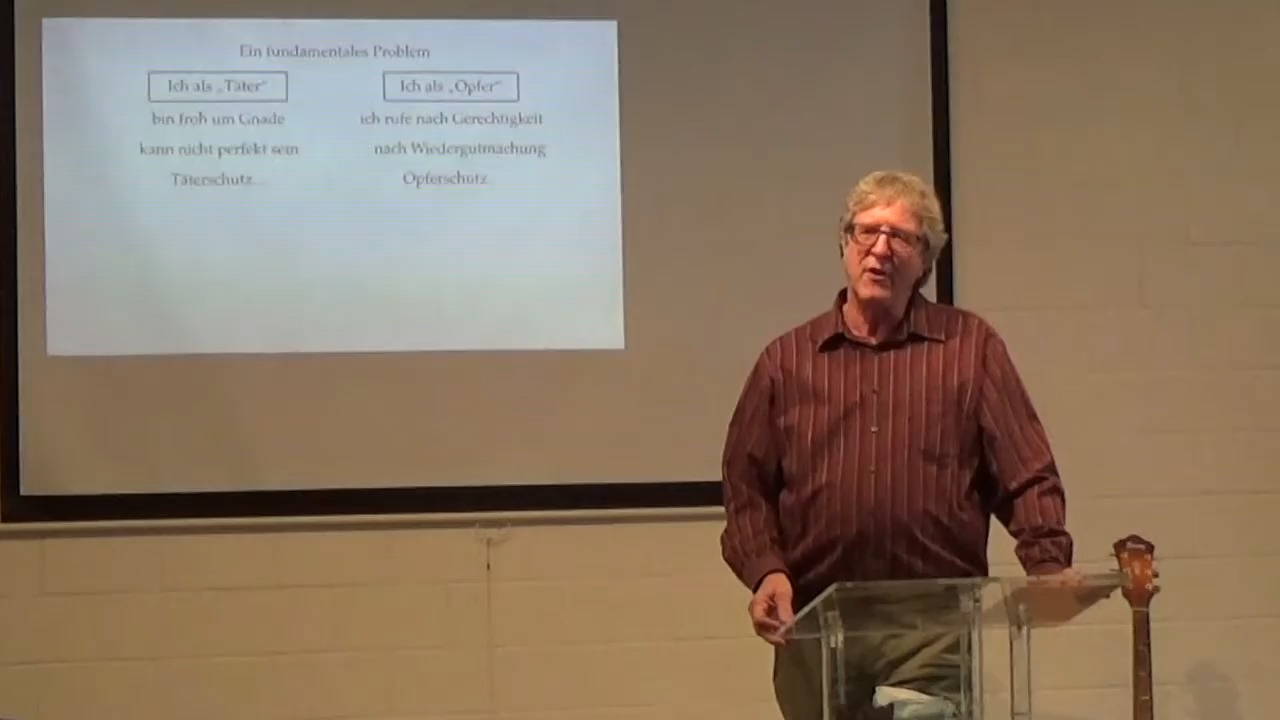 Ein fundamentales Problem
Ich als „Täter“
Ich als „Opfer“
bin froh um Gnade
ich rufe nach Gerechtigkeit
kann nicht perfekt sein
nach Wiedergutmachung
Täterschutz...
Opferschutz